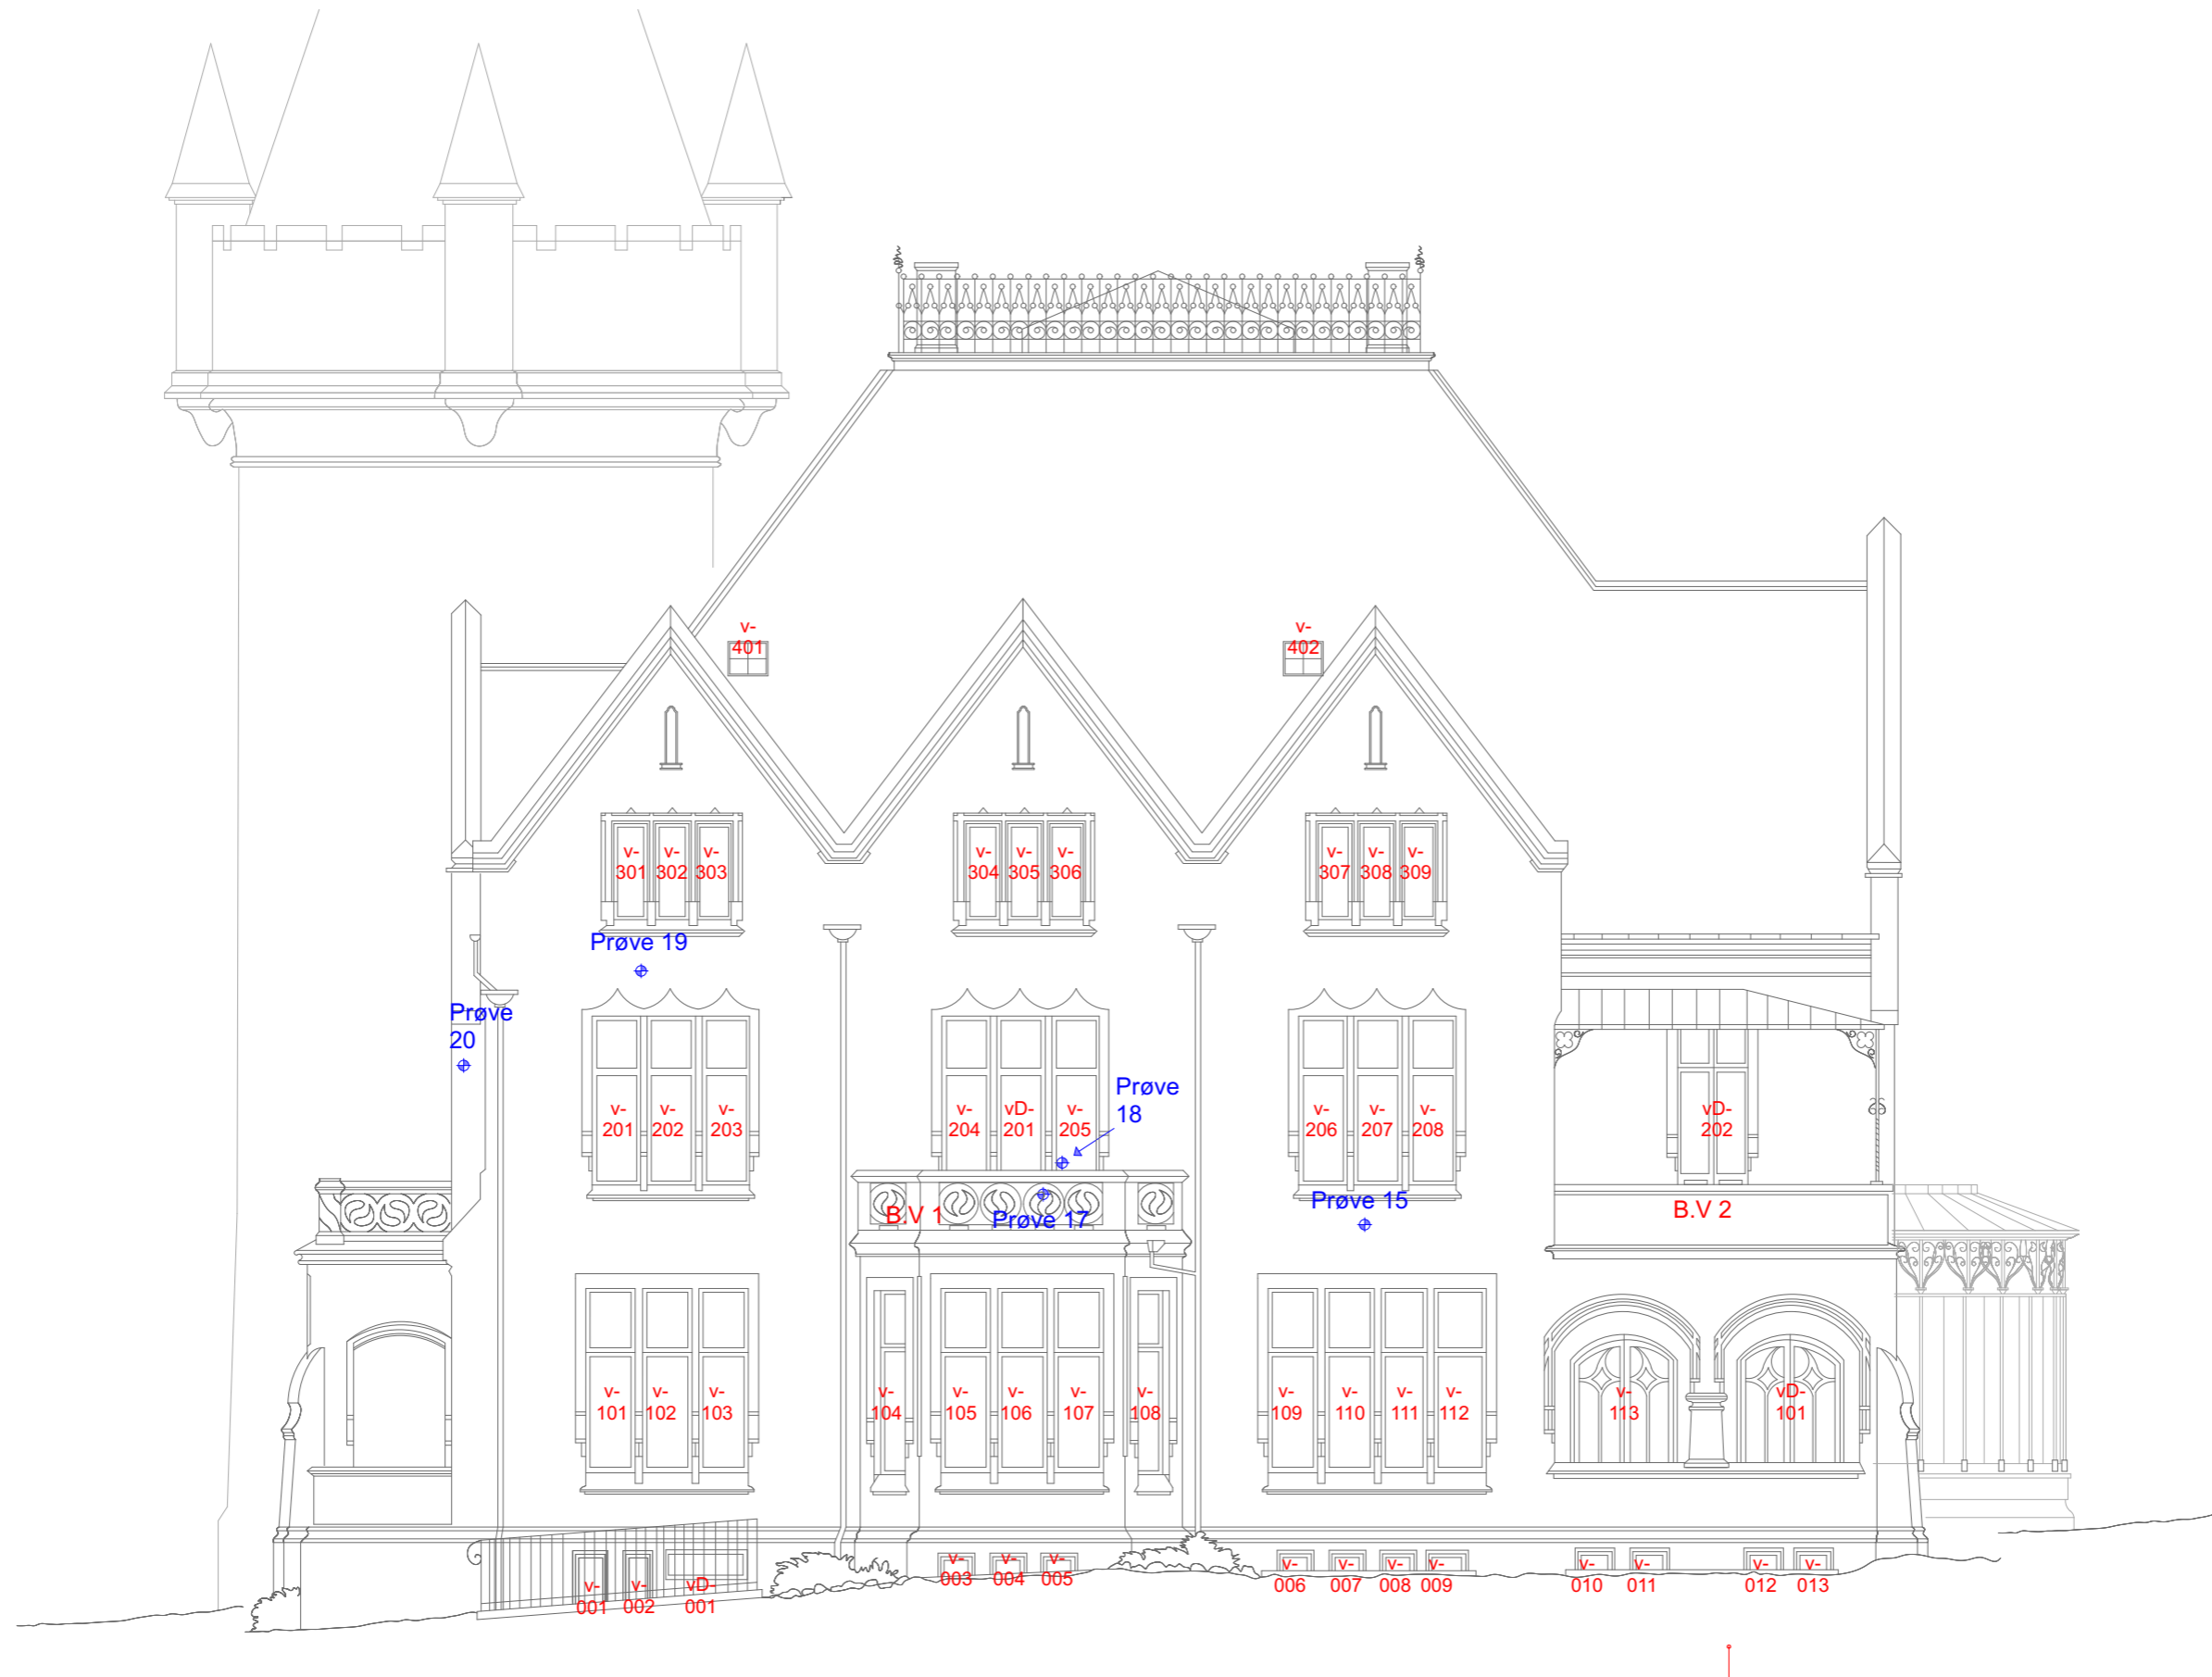 v-
401
v-
402
v-
301
v-
302
v-
303
v-
304
v-
305
v-
306
v-
307
v-
308
v-
309
Prøve 19
Prøve
20
Prøve
18
v-
201
v-
202
v-
203
v-
204
vD-
201
v-
205
v-
206
v-
207
v-
208
vD-
202
B.V 1
Prøve 17
Prøve 15
B.V 2
v-
101
v-
102
v-
103
v-
104
v-
105
v-
106
v-
107
v-
108
v-
109
v-
110
v-
111
v-
112
v-
113
vD-
101
v-
001
v-
002
vD-
001
v-
003
v-
004
v-
005
v-
006
v-
007
v-
008
v-
009
v-
010
v-
011
v-
012
v-
013